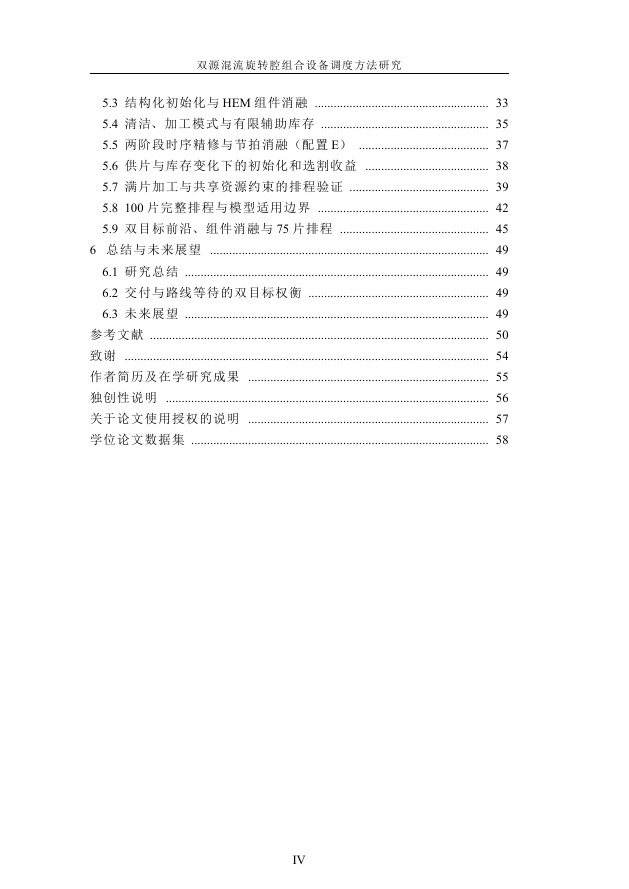 双源混流旋转腔组合设备调度方法研究
5.3 结构化初始化与 HEM 组件消融 ........................................................ 33
5.4 清洁、加工模式与有限辅助库存 ...................................................... 35
5.5 两阶段时序精修与节拍消融（配置 E） .......................................... 37
5.6 供片与库存变化下的初始化和选割收益 ........................................ 38
5.7 满片加工与共享资源约束的排程验证 ............................................. 39
5.8 100 片完整排程与模型适用边界 ....................................................... 42
5.9 双目标前沿、组件消融与 75 片排程 ................................................ 45
6 总结与未来展望 .......................................................................................... 49
6.1 研究总结 ................................................................................................. 49
6.2 交付与路线等待的双目标权衡 .......................................................... 49
6.3 未来展望 ................................................................................................. 49
参考文献 ............................................................................................................. 50
致谢 ..................................................................................................................... 54
作者简历及在学研究成果 ............................................................................. 55
独创性说明 ........................................................................................................ 56
关于论文使用授权的说明 ............................................................................. 57
学位论文数据集 ................................................................................................ 58
IV